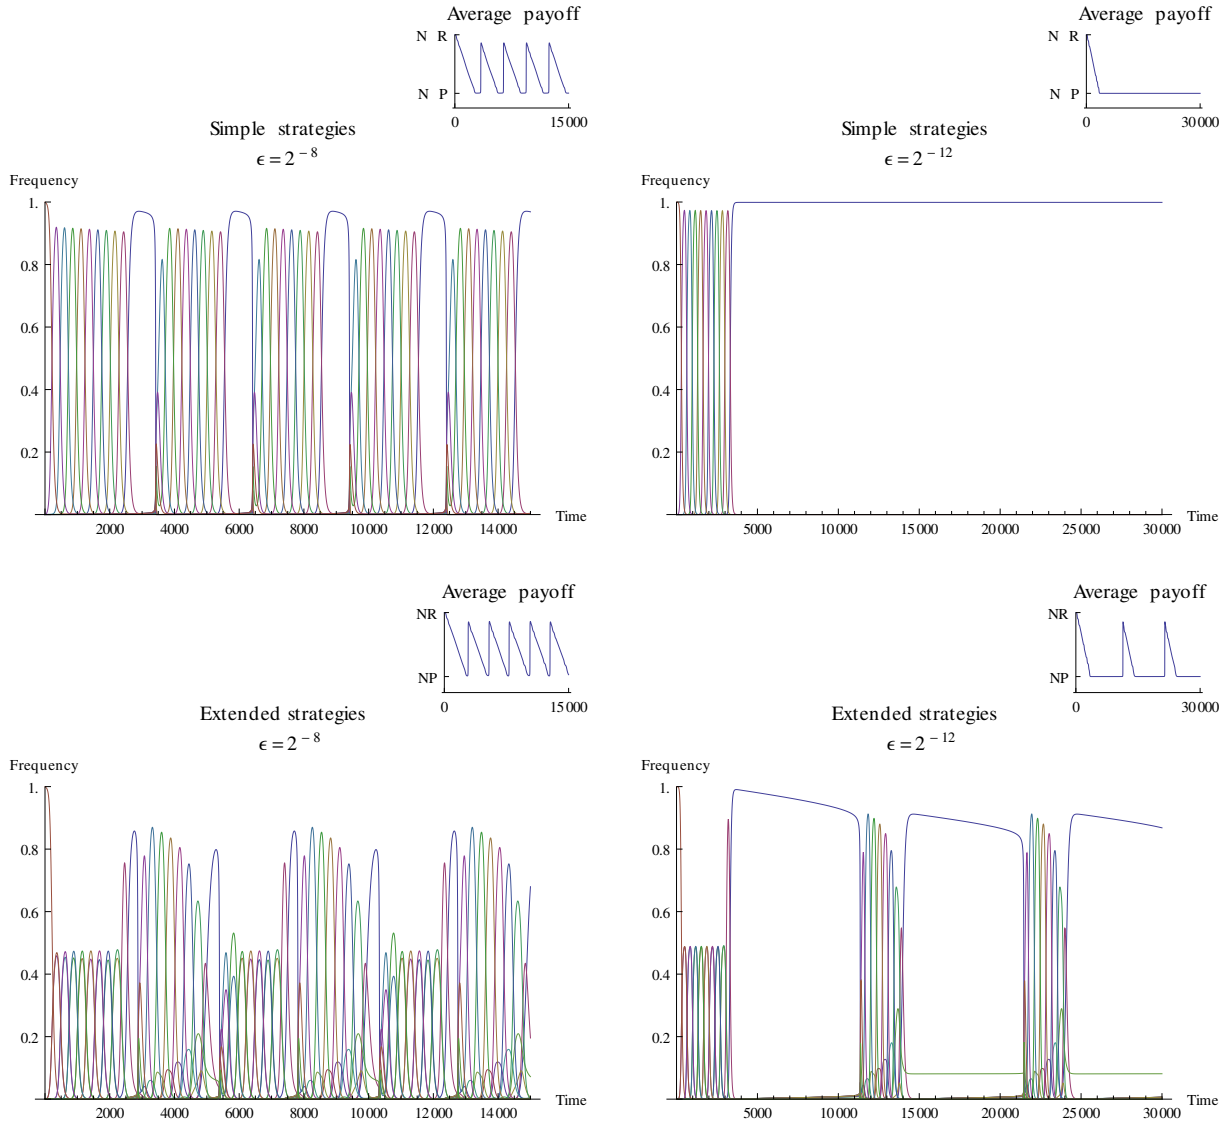 Average payoff
N R
N P
0 15000
Simple strategies
ϵ = 2⁻⁸
Frequency
1.
0.8
0.6
0.4
0.2
2000 4000 6000 8000 10000 12000 14000
Time
Average payoff
N R
N P
0 30000
Simple strategies
ϵ = 2⁻¹²
Frequency
1.
0.8
0.6
0.4
0.2
5000 10000 15000 20000 25000 30000
Time
Average payoff
NR
NP
0 15000
Extended strategies
ϵ = 2⁻⁸
Frequency
1.
0.8
0.6
0.4
0.2
2000 4000 6000 8000 10000 12000 14000
Time
Average payoff
NR
NP
0 30000
Extended strategies
ϵ = 2⁻¹²
Frequency
1.
0.8
0.6
0.4
0.2
5000 10000 15000 20000 25000 30000
Time